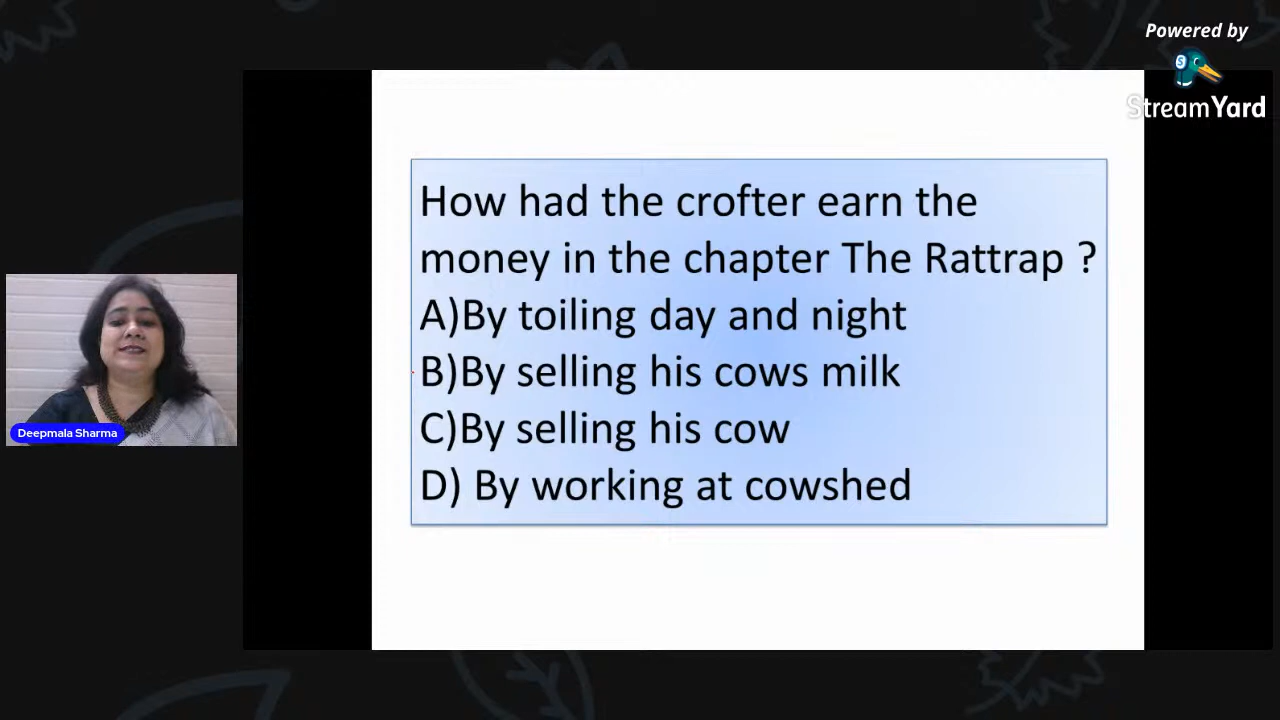 Powered by
StreamYard
How had the crofter earn the
money in the chapter The Rattrap ?
A)By toiling day and night
B)By selling his cows milk
C)By selling his cow
D) By working at cowshed
Deepmala Sharma